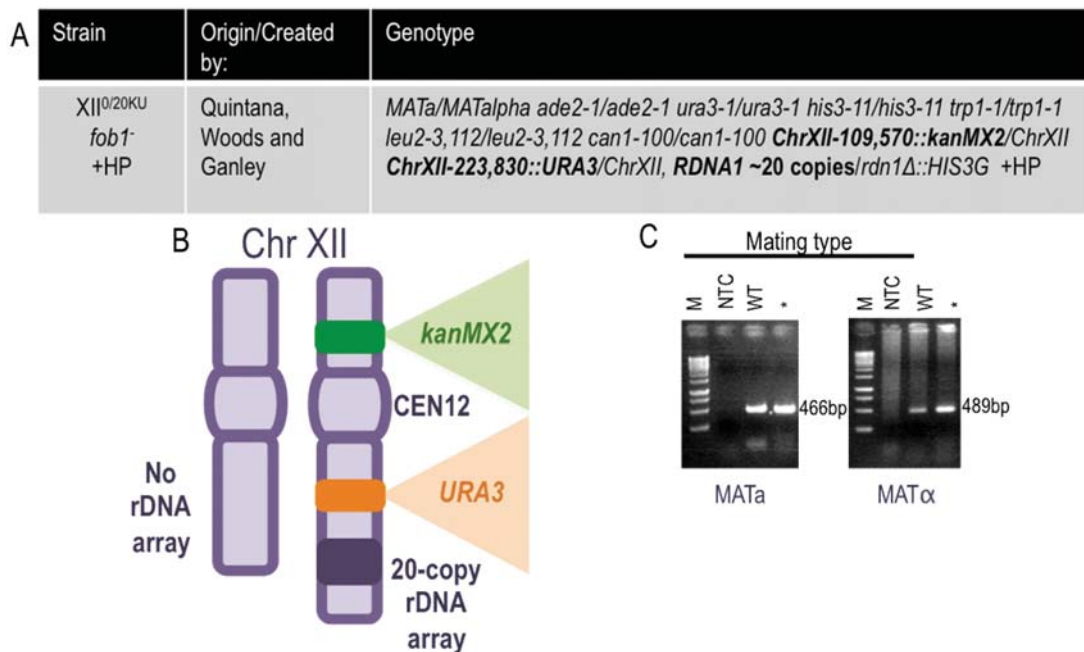 A
Strain
Origin/Created
by:
Genotype
XII0/20KU
fob1-
+HP
Quintana,
Woods and
Ganley
MATa/MATalpha ade2-1/ade2-1 ura3-1/ura3-1 his3-11/his3-11 trp1-1/trp1-1
leu2-3,112/leu2-3,112 can1-100/can1-100 ChrXII-109,570::kanMX2/ChrXII
ChrXII-223,830::URA3/ChrXII, RDNA1 ~20 copies/rdn1Δ::HIS3G +HP
B
Chr XII
kanMX2
CEN12
No
rDNA
array
URA3
20-copy
rDNA
array
C
Mating type
M
NTC
WT
*
M
NTC
WT
*
466bp
489bp
MATa
MATα